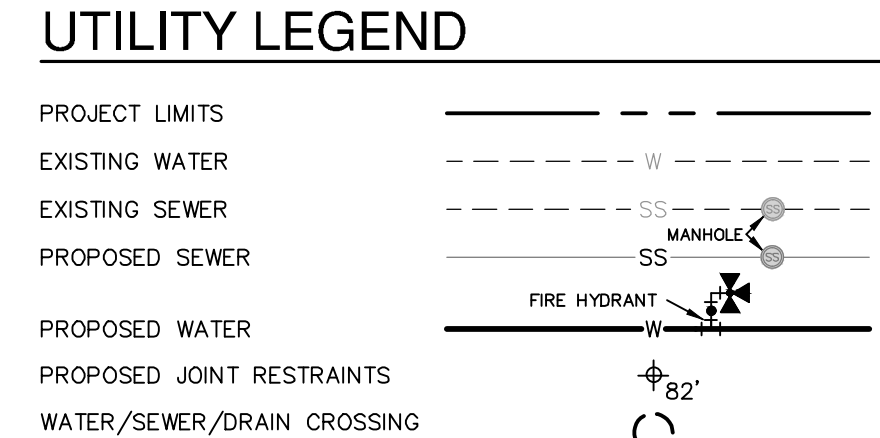 UTILITY LEGEND
PROJECT LIMITS
EXISTING WATER W
EXISTING SEWER SS SS
MANHOLE
PROPOSED SEWER SS SS
FIRE HYDRANT
PROPOSED WATER W
PROPOSED JOINT RESTRAINTS 82'
WATER/SEWER/DRAIN CROSSING